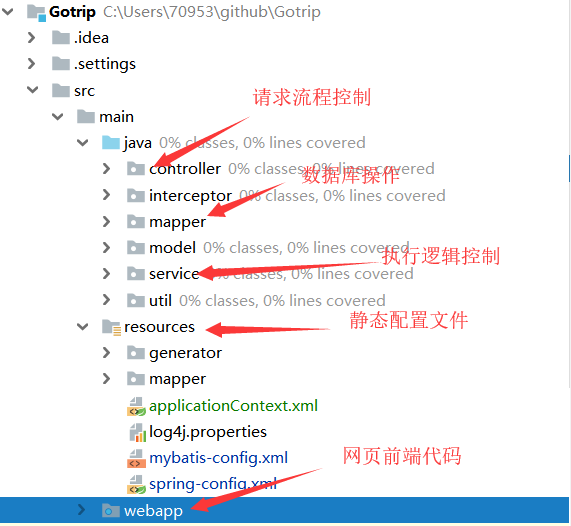 Gotrip C:\Users\70953\github\Gotrip
.idea
.settings
src
请求流程控制
main
java 0% classes, 0% lines covered
controller 0% classes, 0% lines covered
数据库操作
interceptor 0% classes, 0% lines covered
mapper
model 0% classes, 0% lines covered
执行逻辑控制
service 0% classes, 0% lines covered
util 0% classes, 0% lines covered
静态配置文件
resources
generator
mapper
applicationContext.xml
log4j.properties
网页前端代码
mybatis-config.xml
spring-config.xml
webapp